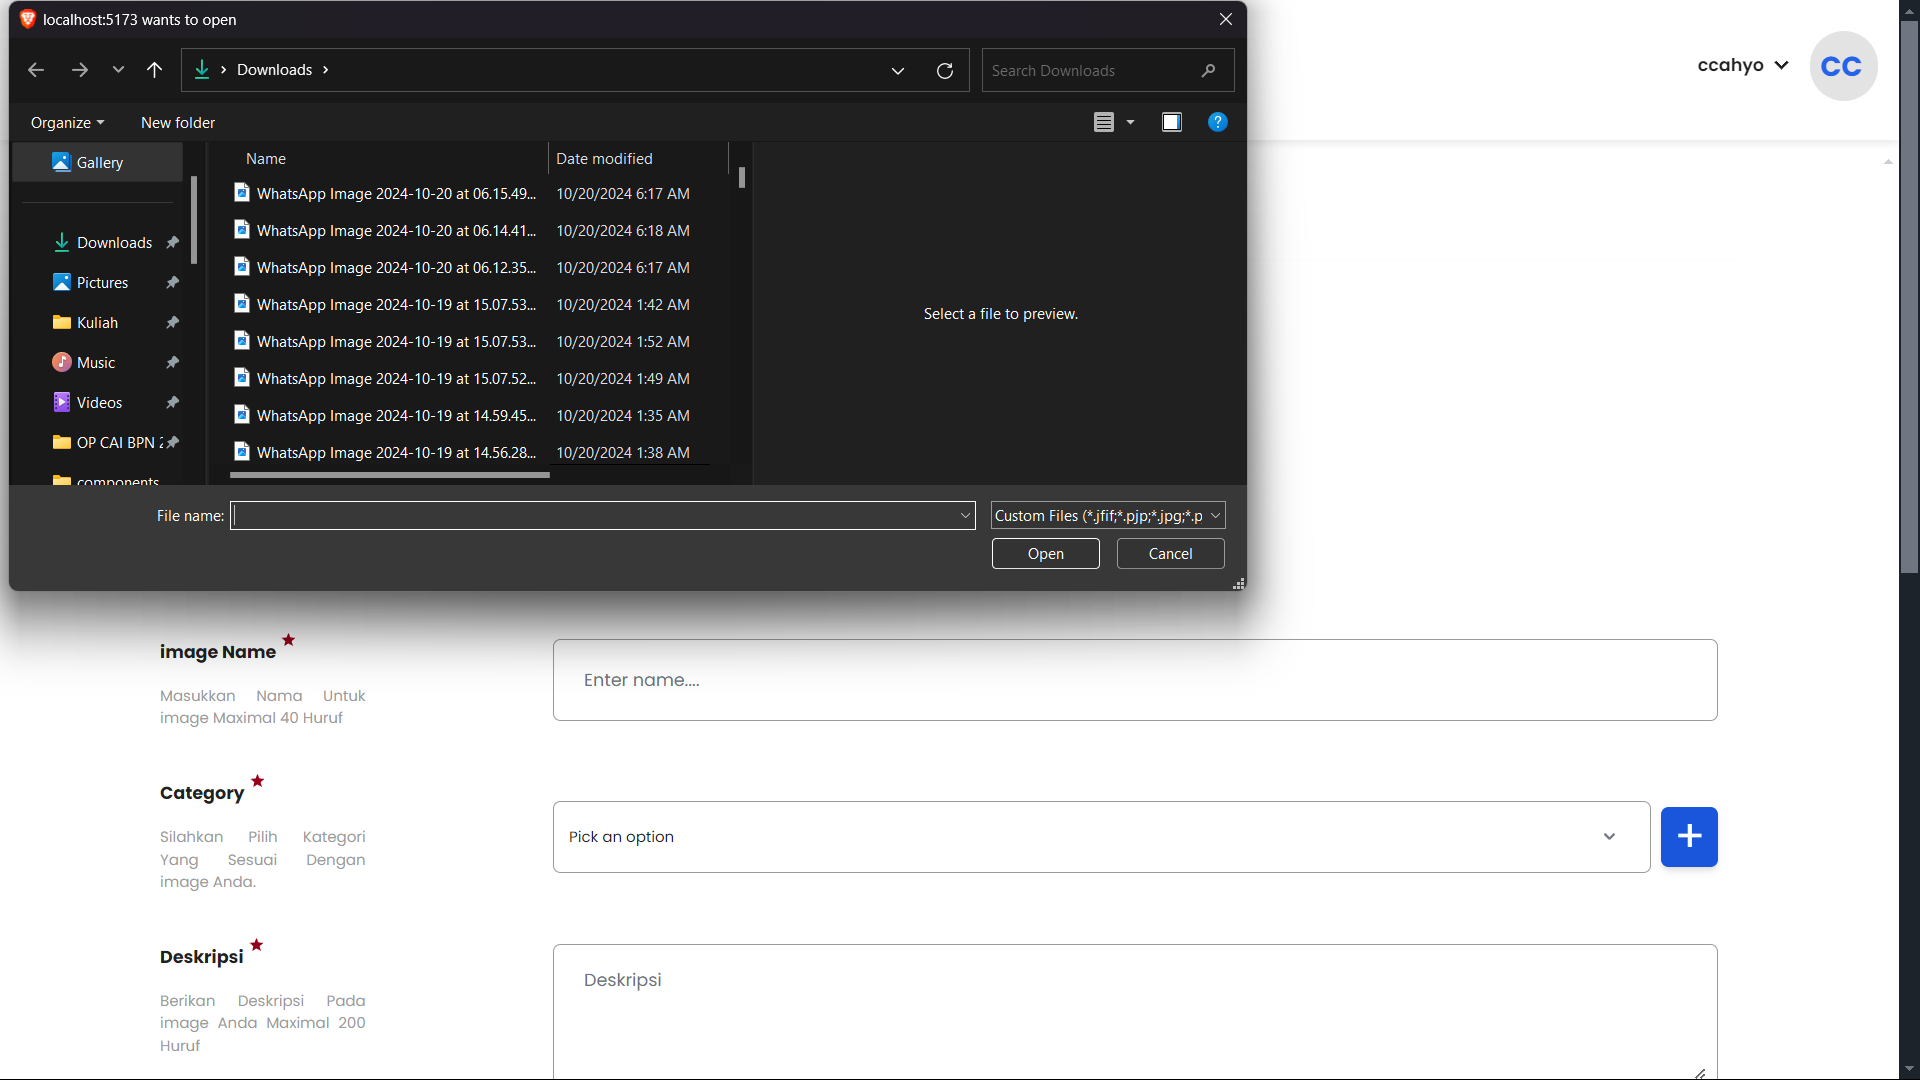 localhost:5173 wants to open
Downloads
Search Downloads
Organize
New folder
Gallery
Downloads
Pictures
Kuliah
Music
Videos
OP CAI BPN 2
components
Name
Date modified
WhatsApp Image 2024-10-20 at 06.15.49... 10/20/2024 6:17 AM
WhatsApp Image 2024-10-20 at 06.14.41... 10/20/2024 6:18 AM
WhatsApp Image 2024-10-20 at 06.12.35... 10/20/2024 6:17 AM
WhatsApp Image 2024-10-19 at 15.07.53... 10/20/2024 1:42 AM
WhatsApp Image 2024-10-19 at 15.07.53... 10/20/2024 1:52 AM
WhatsApp Image 2024-10-19 at 15.07.52... 10/20/2024 1:49 AM
WhatsApp Image 2024-10-19 at 14.59.45... 10/20/2024 1:35 AM
WhatsApp Image 2024-10-19 at 14.56.28... 10/20/2024 1:38 AM
Select a file to preview.
File name:
Custom Files (*.jfif;*.pjp;*.jpg;*.p
Open
Cancel
ccahyo
CC
image Name
Masukkan Nama Untuk
image Maximal 40 Huruf
Enter name....
Category
Silahkan Pilih Kategori
Yang Sesuai Dengan
image Anda.
Pick an option
Deskripsi
Berikan Deskripsi Pada
image Anda Maximal 200
Huruf
Deskripsi